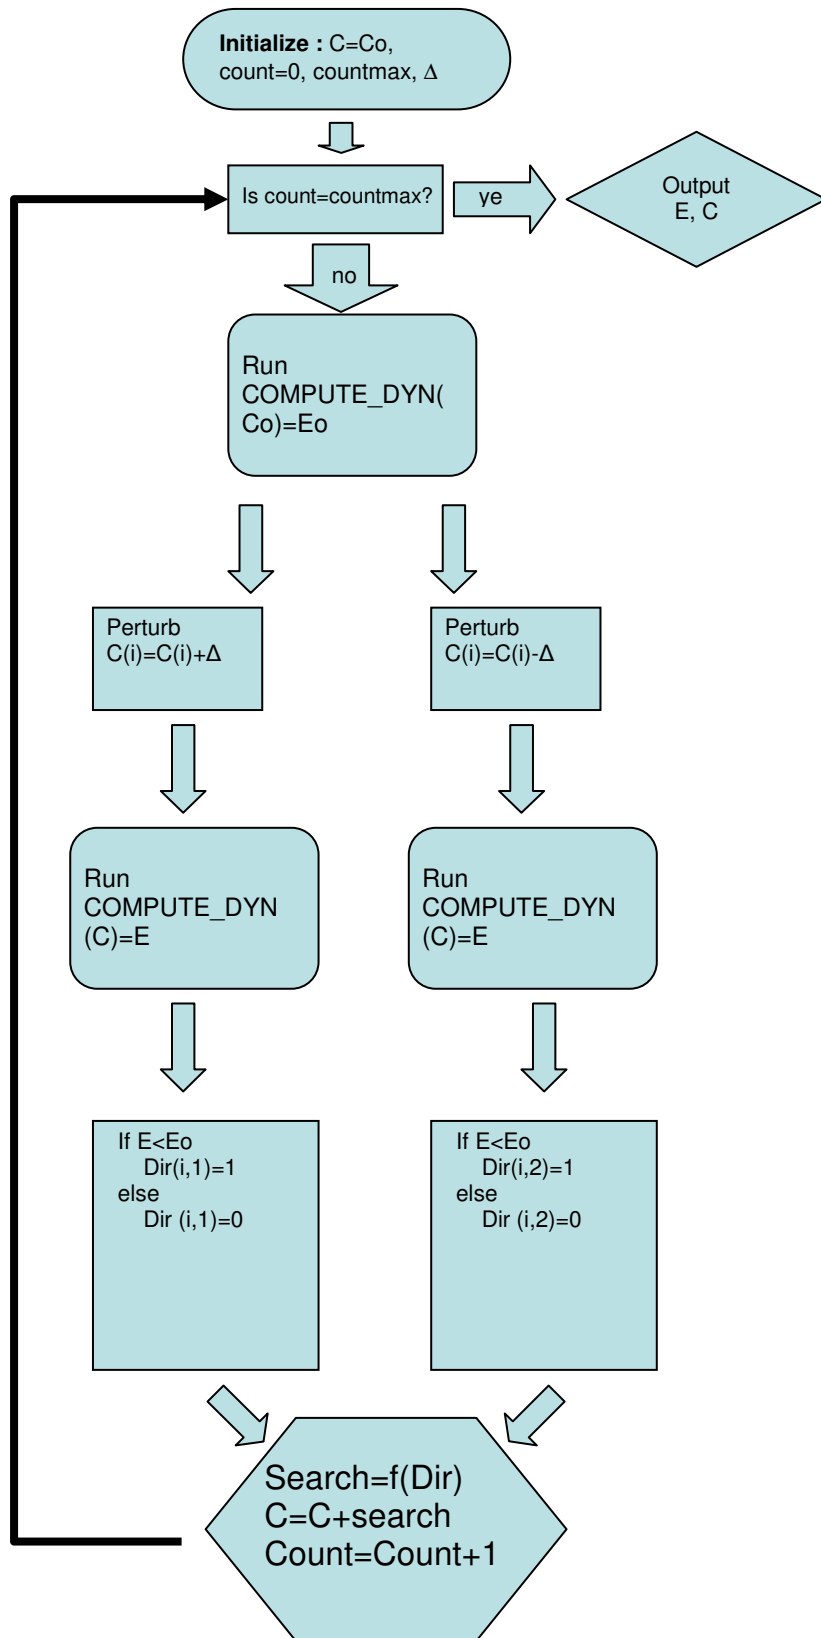 Initialize : C=Co,
count=0, countmax, Δ
Is count=countmax?
ye
Output
E, C
no
Run
COMPUTE_DYN(
Co)=Eo
Perturb
C(i)=C(i)+Δ
Perturb
C(i)=C(i)-Δ
Run
COMPUTE_DYN
(C)=E
Run
COMPUTE_DYN
(C)=E
If E<Eo
Dir(i,1)=1
else
Dir (i,1)=0
If E<Eo
Dir(i,2)=1
else
Dir (i,2)=0
Search=f(Dir)
C=C+search
Count=Count+1